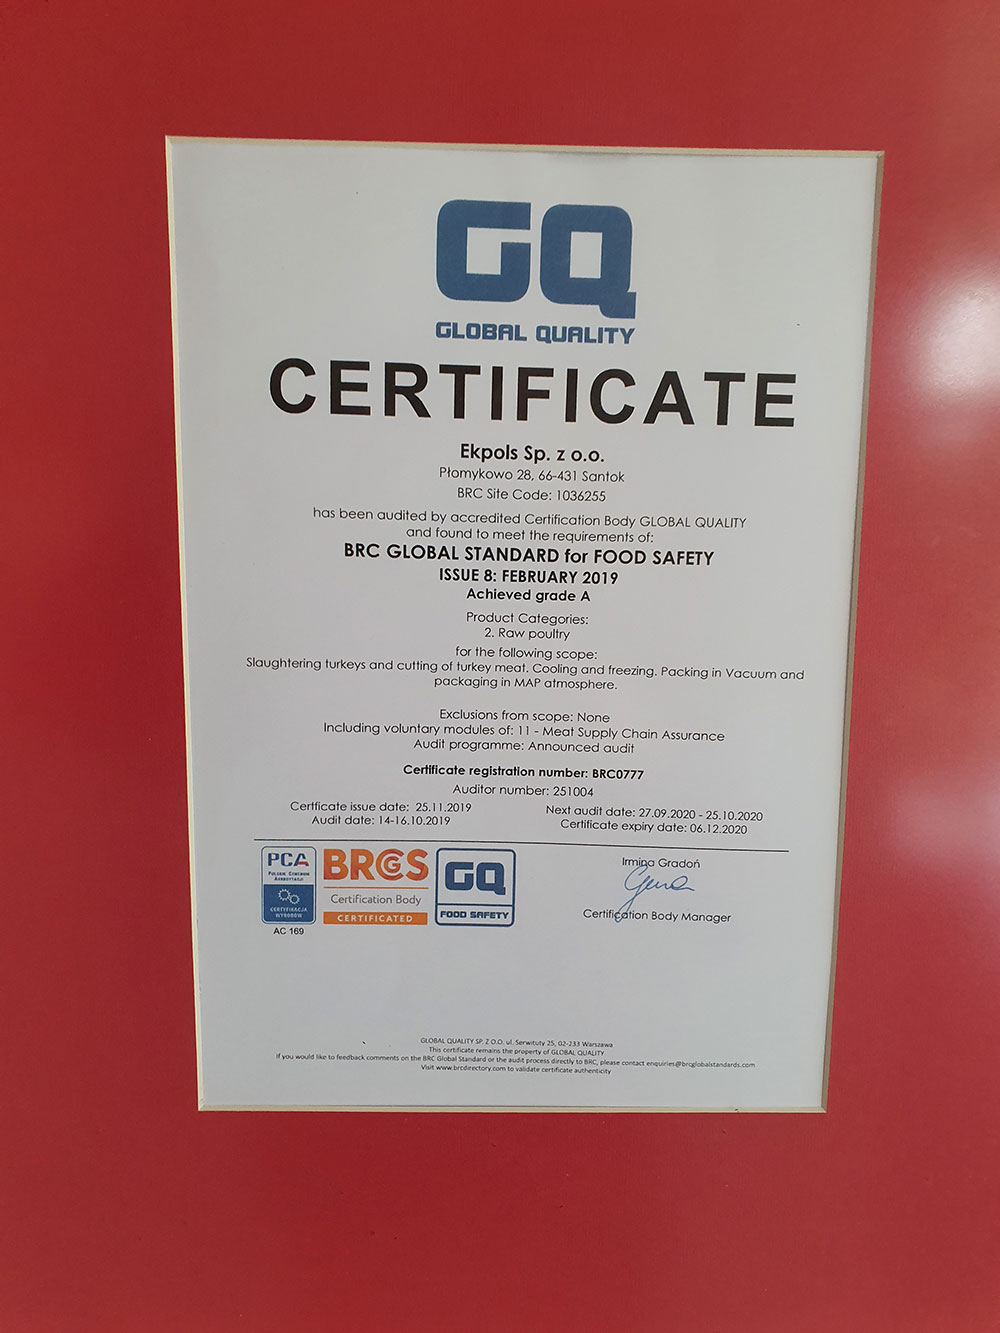 GQ
GLOBAL QUALITY
CERTIFICATE
Ekpols Sp. z o.o.
Płomykowo 28, 66-431 Santok
BRC Site Code: 1036255
has been audited by accredited Certification Body GLOBAL QUALITY
and found to meet the requirements of:
BRC GLOBAL STANDARD for FOOD SAFETY
ISSUE 8: FEBRUARY 2019
Achieved grade A
Product Categories:
2. Raw poultry
for the following scope:
Slaughtering turkeys and cutting of turkey meat. Cooling and freezing. Packing in Vacuum and
packaging in MAP atmosphere.
Exclusions from scope: None
Including voluntary modules of: 11 - Meat Supply Chain Assurance
Audit programme: Announced audit
Certificate registration number: BRC0777
Auditor number: 251004
Certficate issue date: 25.11.2019
Audit date: 14-16.10.2019
Next audit date: 27.09.2020 - 25.10.2020
Certificate expiry date: 06.12.2020
PCA
POLSKIE CENTRUM
AKREDYTACJI
CERTYFIKACJA
WYROBÓW
AC 169
BRCGS
Certification Body
CERTIFICATED
GQ
FOOD SAFETY
Irmina Gradoń
Certification Body Manager
GLOBAL QUALITY SP. Z O.O. ul. Serwituty 25, 02-233 Warszawa
This certificate remains the property of GLOBAL QUALITY
If you would like to feedback comments on the BRC Global Standard or the audit process directly to BRC, please contact enquiries@brcglobalstandards.com
Visit www.brcdirectory.com to validate certificate authenticity